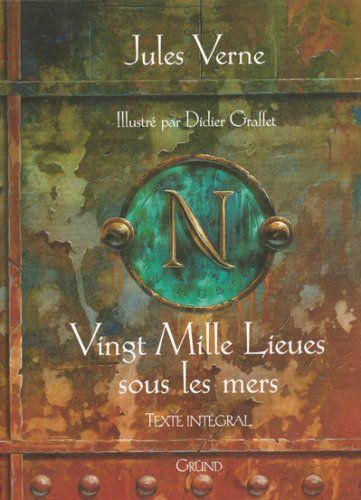 Jules Verne
Illustré par Didier Graffet
N
Vingt Mille Lieues
sous les mers
TEXTE INTÉGRAL
GRÜND